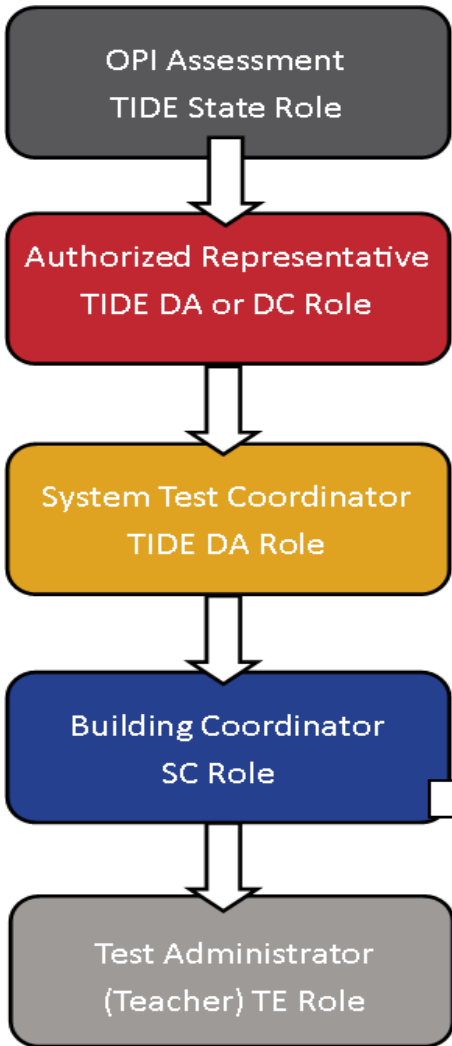 OPI Assessment
TIDE State Role
Authorized Representative
TIDE DA or DC Role
System Test Coordinator
TIDE DA Role
Building Coordinator
SC Role
Test Administrator
(Teacher) TE Role